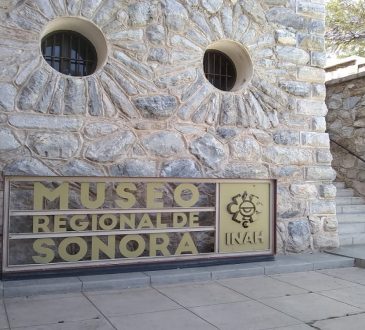 MUSEO
REGIONAL DE
SONORA
INAH